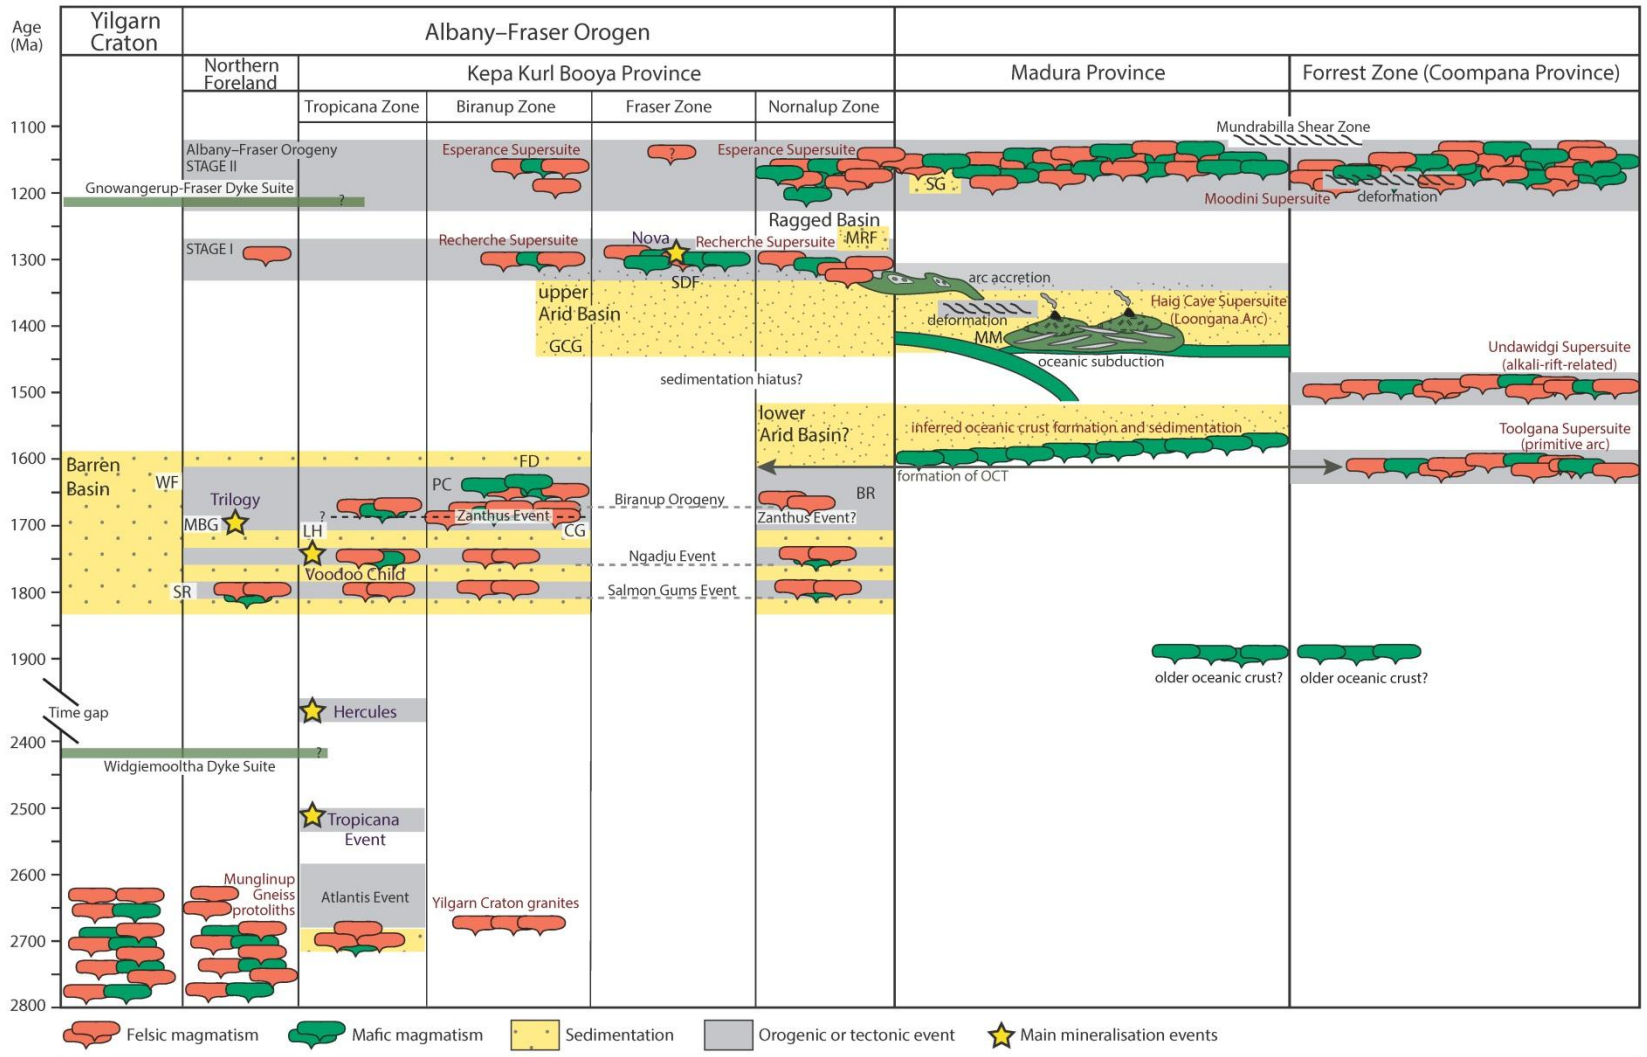 Age
(Ma)
Yilgarn
Craton
Albany–Fraser Orogen
Northern
Foreland
Kepa Kurl Booya Province
Madura Province
Forrest Zone (Coompana Province)
Tropicana Zone
Biranup Zone
Fraser Zone
Nornalup Zone
1100
Mundrabilla Shear Zone
Albany–Fraser Orogeny
STAGE II
Esperance Supersuite
?
Esperance Supersuite
Gnowangerup-Fraser Dyke Suite
?
SG
1200
Moodini Supersuite
deformation
Ragged Basin
MRF
STAGE I
Recherche Supersuite
Nova
Recherche Supersuite
1300
SDF
arc accretion
upper
Arid Basin
GCG
Haig Cave Supersuite
(Loongana Arc)
deformation
MM
1400
oceanic subduction
Undawidgi Supersuite
(alkali-rift-related)
sedimentation hiatus?
1500
lower
Arid Basin?
inferred oceanic crust formation and sedimentation
Toolgana Supersuite
(primitive arc)
1600
Barren
Basin
WF
FD
PC
formation of OCT
Trilogy
Biranup Orogeny
BR
MBG
?
Zanthus Event
Zanthus Event?
1700
LH
CG
Voodoo Child
Ngadju Event
SR
Salmon Gums Event
1800
1900
older oceanic crust?
older oceanic crust?
Time gap
Hercules
2400
?
Widgiemooltha Dyke Suite
2500
Tropicana
Event
2600
Munglinup
Gneiss
protoliths
Atlantis Event
Yilgarn Craton granites
2700
2800
Felsic magmatism
Mafic magmatism
Sedimentation
Orogenic or tectonic event
Main mineralisation events